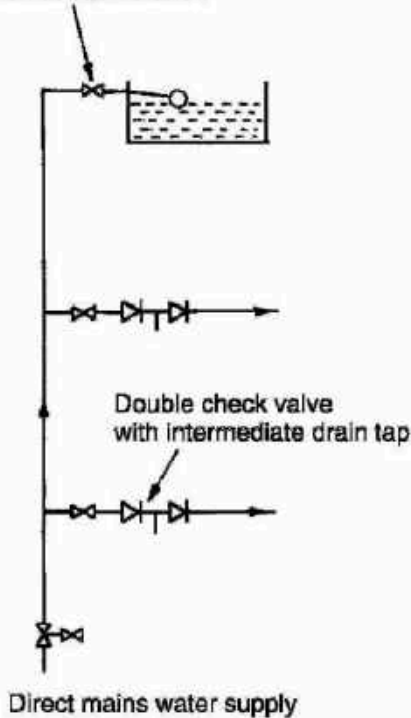 Double check valve
with intermediate drain tap
Direct mains water supply